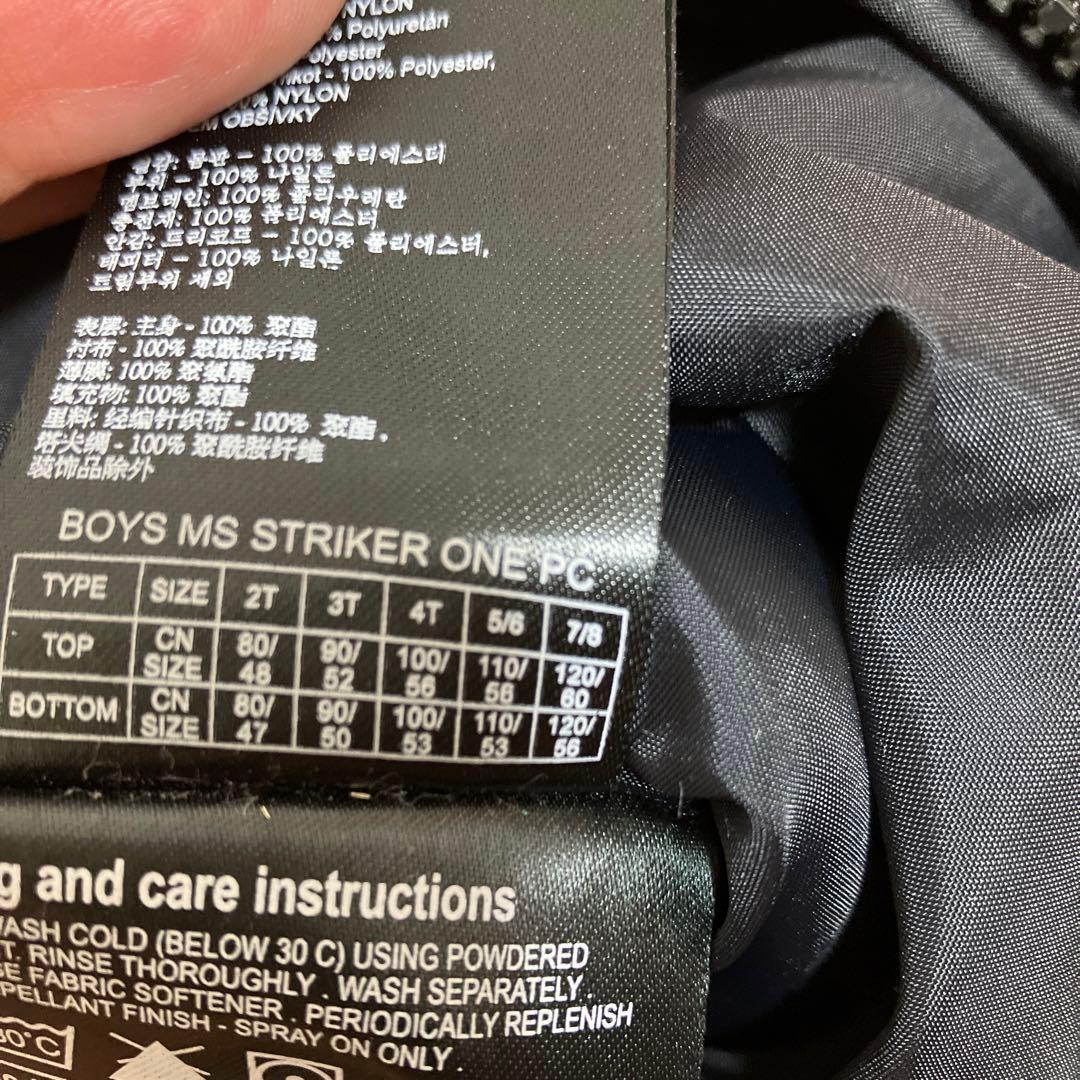 NYLON
% Polyuretán
olyester
ikot - 100% Polyester,
% NYLON
EM OBŠÍVKY
겉감: 몸판 - 100% 폴리에스터
부위 - 100% 나일론
멤브레인: 100% 폴리우레탄
충전제: 100% 폴리에스터
안감: 트리코트 - 100% 폴리에스터,
태피터 - 100% 나일론
트림부위 제외
表层: 主身 - 100% 聚酯
衬布 - 100% 聚酰胺纤维
薄膜: 100% 聚氨酯
填充物: 100% 聚酯
里料: 经编针织布 - 100% 聚酯 ,
塔夫绸 - 100% 聚酰胺纤维
装饰品除外
BOYS MS STRIKER ONE PC
TYPE SIZE 2T 3T 4T 5/6 7/8
TOP CN SIZE 80/48 90/52 100/56 110/56 120/60
BOTTOM CN SIZE 80/47 90/50 100/53 110/53 120/56
g and care instructions
WASH COLD (BELOW 30 C) USING POWDERED
T. RINSE THOROUGHLY . WASH SEPARATELY .
SE FABRIC SOFTENER . PERIODICALLY REPLENISH
PELLANT FINISH - SPRAY ON ONLY .
30°C